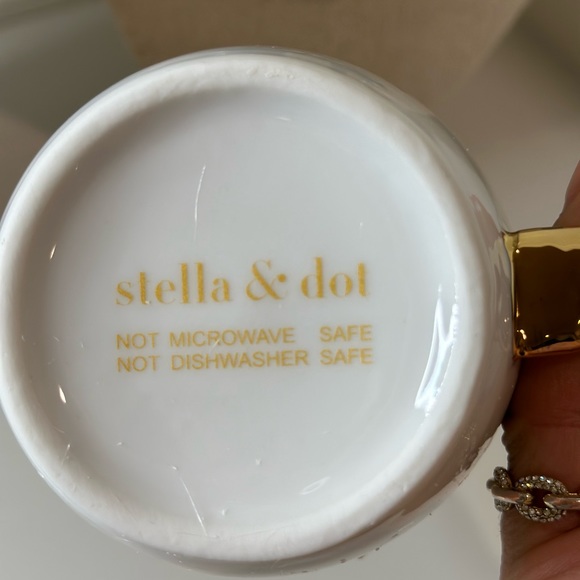 stella & dot
NOT MICROWAVE SAFE
NOT DISHWASHER SAFE